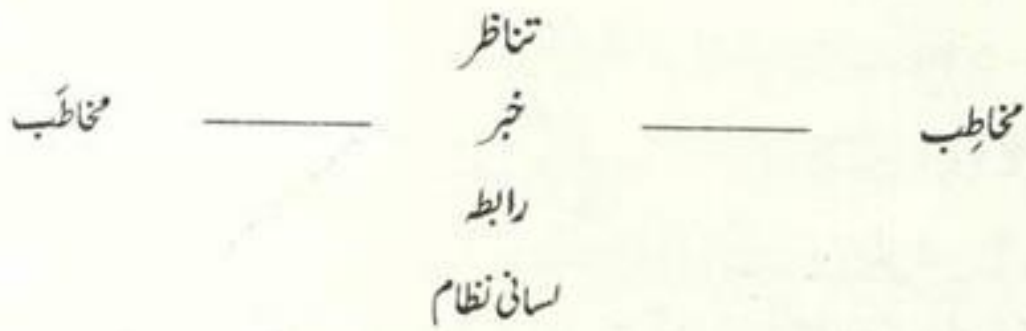 تناظر
مخاطِب ——— خبر ——— مخاطَب
رابطہ
لسانی نظام